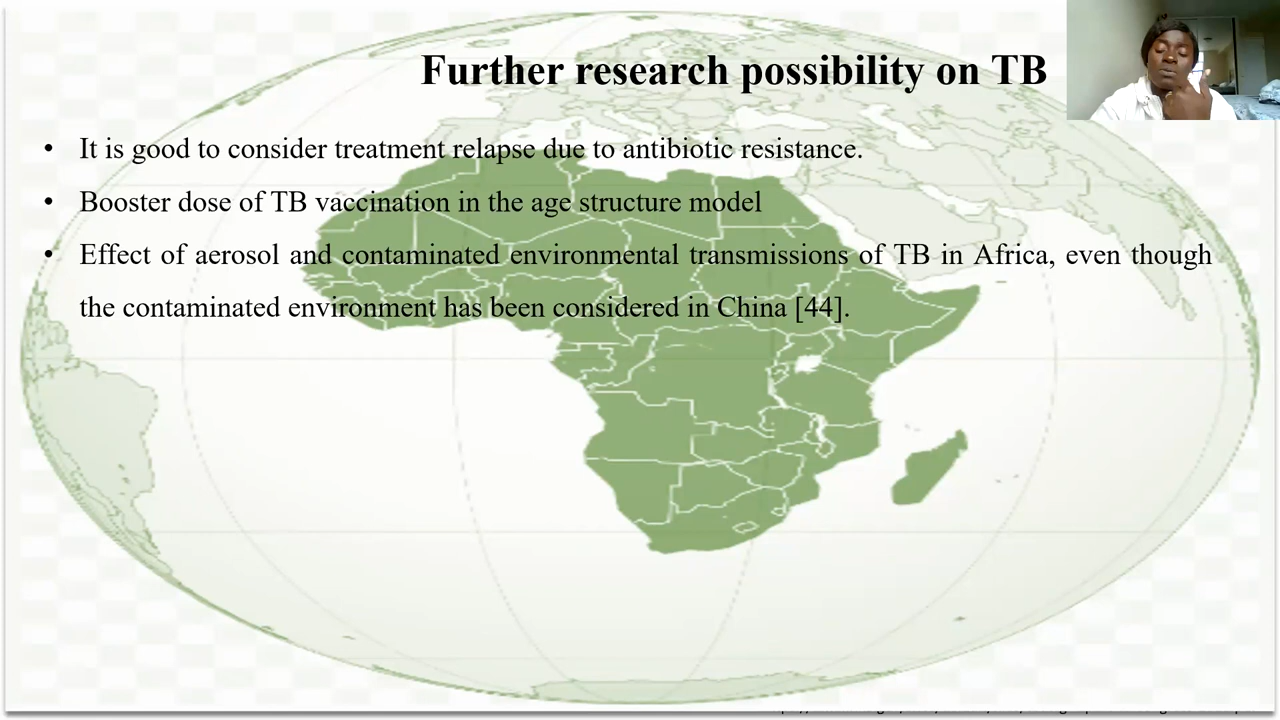 Further research possibility on TB
• It is good to consider treatment relapse due to antibiotic resistance.
• Booster dose of TB vaccination in the age structure model
• Effect of aerosol and contaminated environmental transmissions of TB in Africa, even though
the contaminated environment has been considered in China [44].